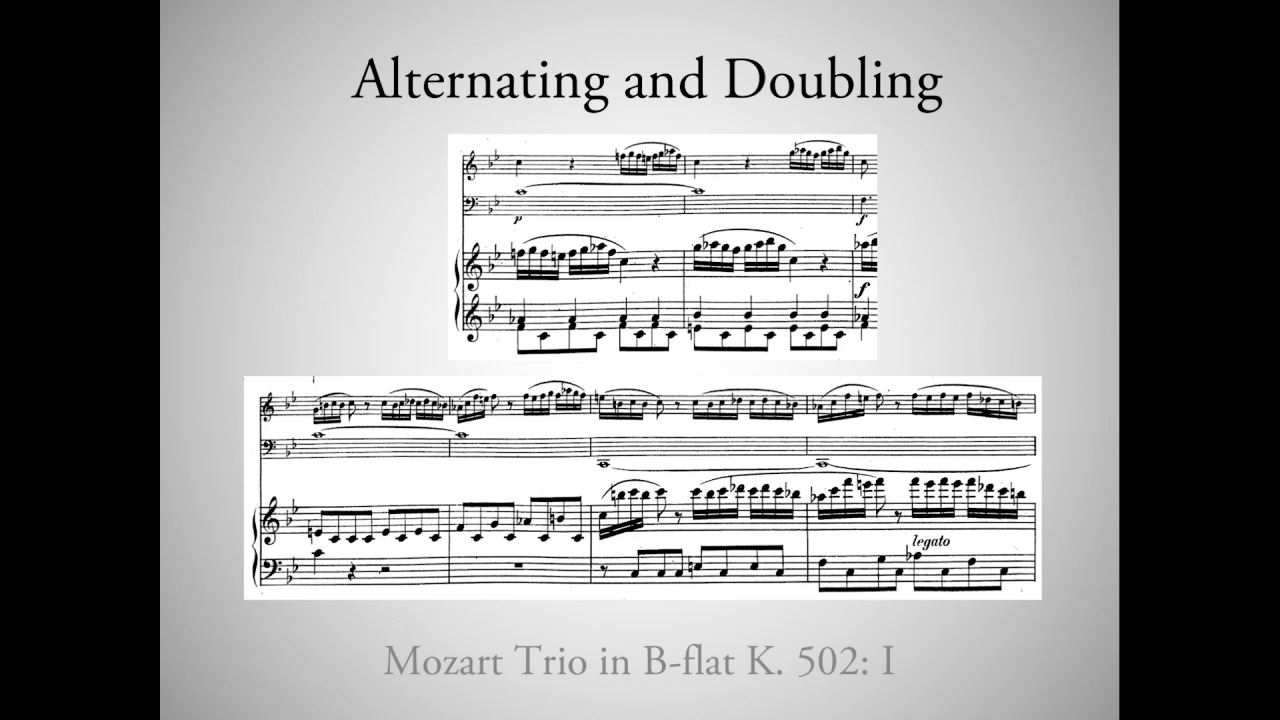 Alternating and Doubling
p
f
f
legato
Mozart Trio in B-flat K. 502: I